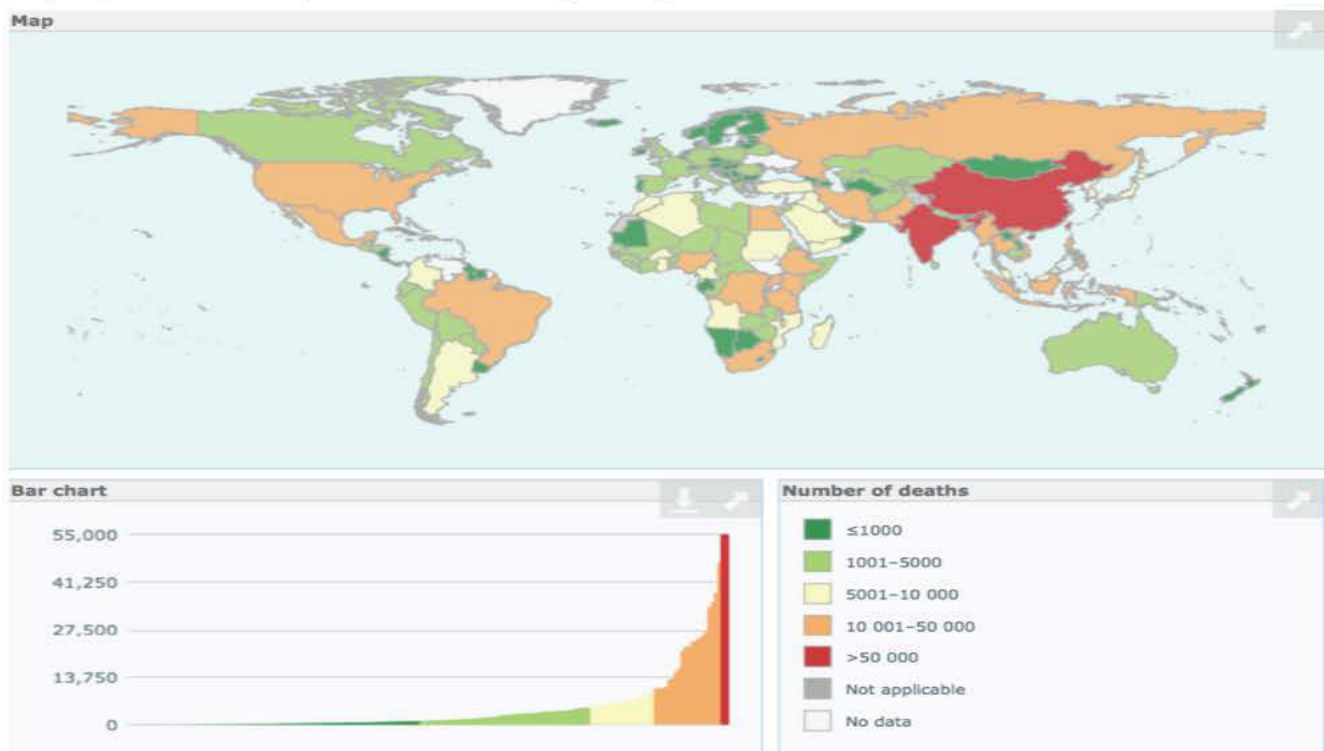 Map
Bar chart
55,000
41,250
27,500
13,750
0
Number of deaths
≤1000
1001–5000
5001–10 000
10 001–50 000
>50 000
Not applicable
No data